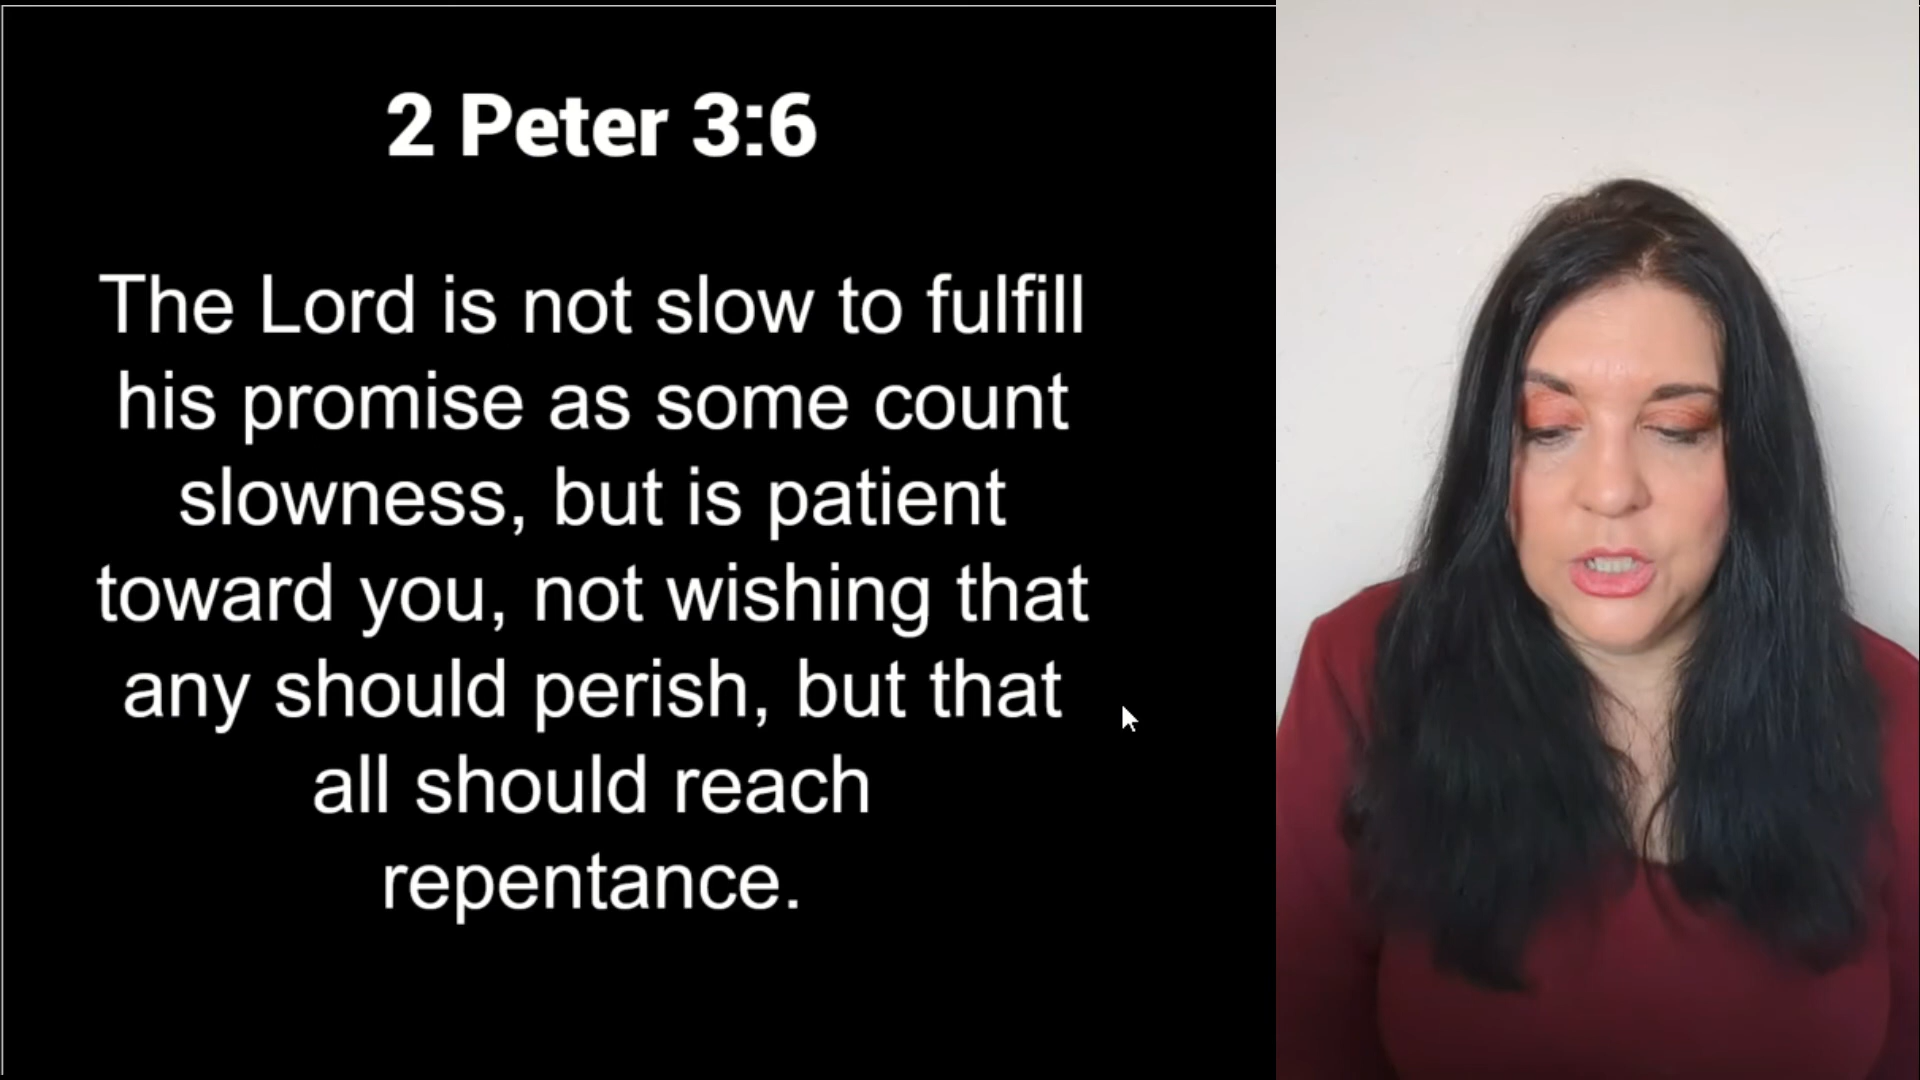 2 Peter 3:6
The Lord is not slow to fulfill
his promise as some count
slowness, but is patient
toward you, not wishing that
any should perish, but that
all should reach
repentance.